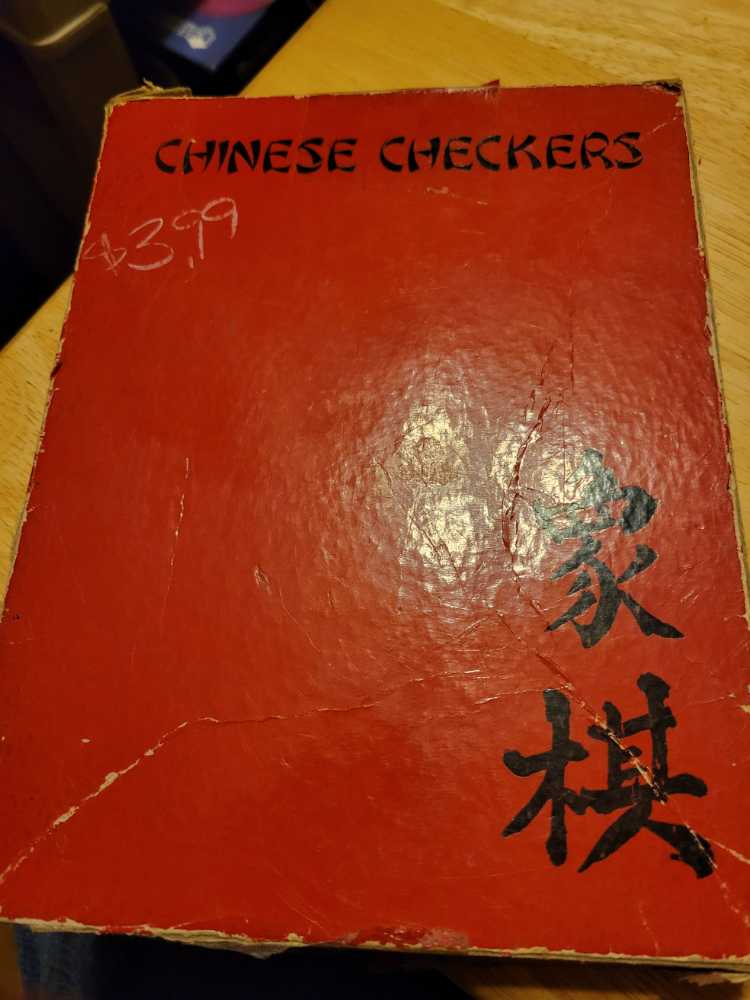 CHINESE CHECKERS
$3.99
家
棋